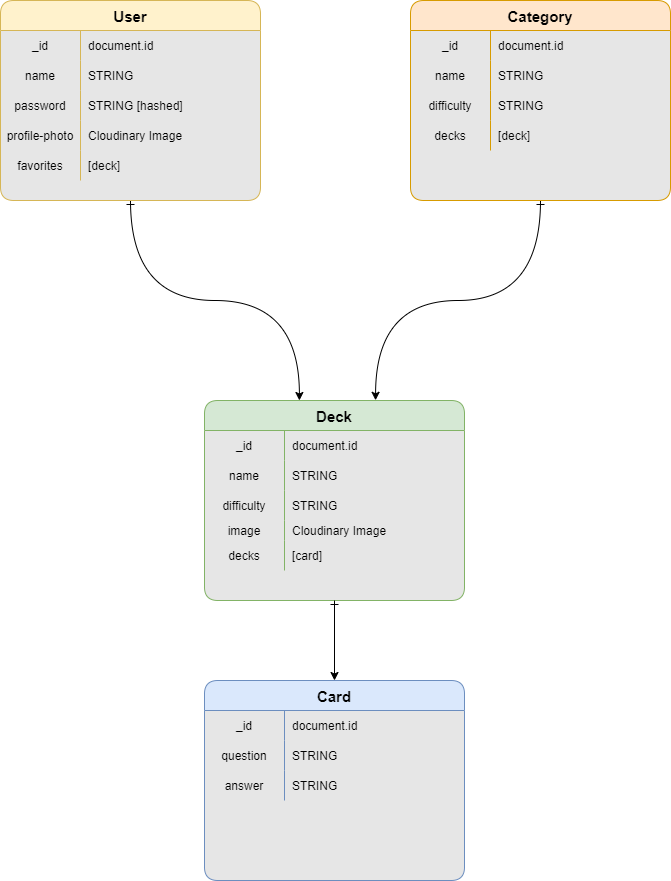 User
_id document.id
name STRING
password STRING [hashed]
profile-photo Cloudinary Image
favorites [deck]
Category
_id document.id
name STRING
difficulty STRING
decks [deck]
Deck
_id document.id
name STRING
difficulty STRING
image Cloudinary Image
decks [card]
Card
_id document.id
question STRING
answer STRING